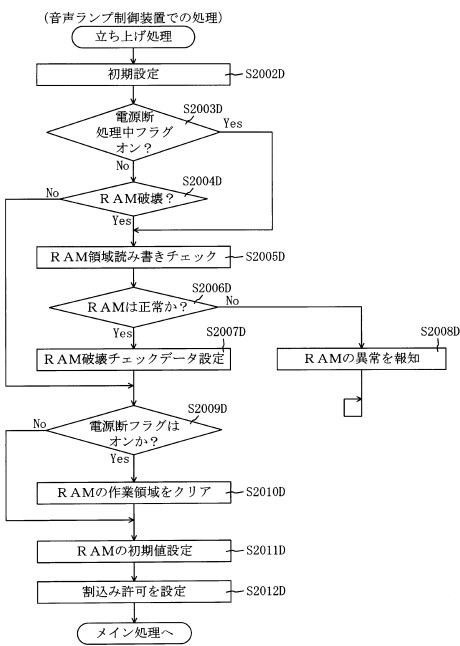 (音声ランプ制御装置での処理)
立ち上げ処理
初期設定
S2002D
電源断
処理中フラグ
オン？
S2003D
Yes
No
RAM破壊？
S2004D
No
Yes
RAM領域読み書きチェック
S2005D
RAMは正常か？
S2006D
No
Yes
RAM破壊チェックデータ設定
S2007D
RAMの異常を報知
S2008D
電源断フラグは
オンか？
S2009D
No
Yes
RAMの作業領域をクリア
S2010D
RAMの初期値設定
S2011D
割込み許可を設定
S2012D
メイン処理へ